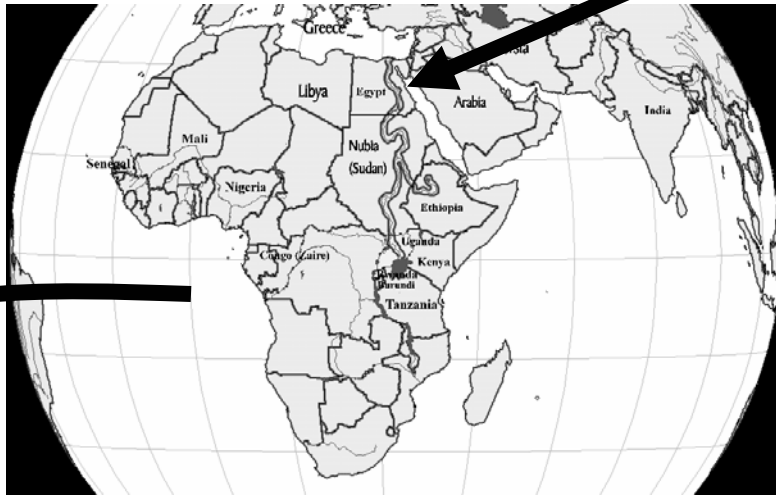 Greece
Libya
Egypt
Arabia
India
Mali
Nubia
(Sudan)
Senegal
Nigeria
Ethiopia
Uganda
Congo (Zaire)
Kenya
Rwanda
Burundi
Tanzania